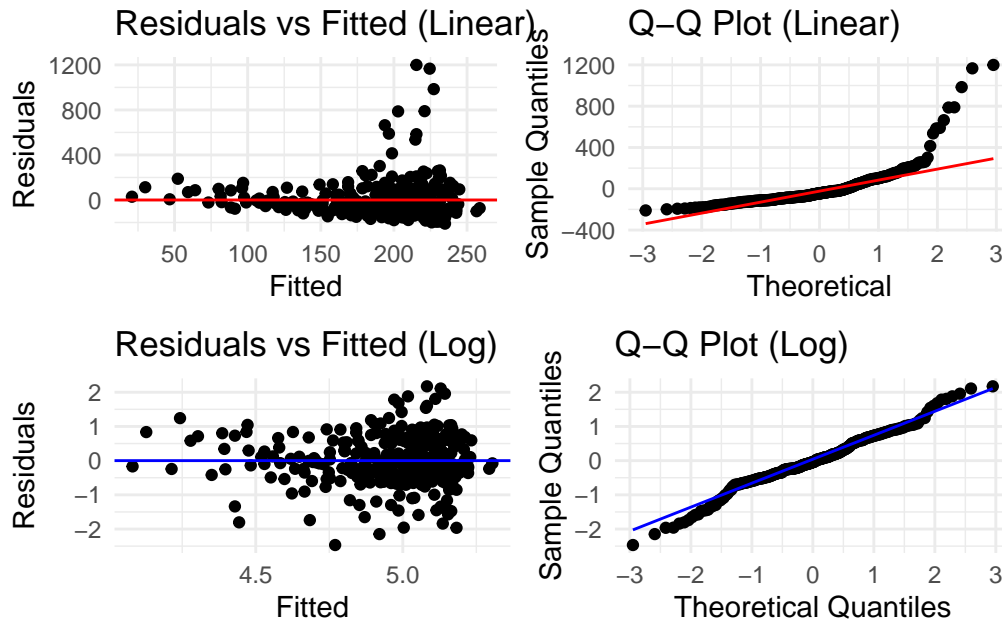 Residuals vs Fitted (Linear)
Residuals
1200
800
400
0
50 100 150 200 250
Fitted
Q−Q Plot (Linear)
Sample Quantiles
1200
800
400
0
−400
−3 −2 −1 0 1 2 3
Theoretical
Residuals vs Fitted (Log)
Residuals
2
1
0
−1
−2
4.5 5.0
Fitted
Q−Q Plot (Log)
Sample Quantiles
2
1
0
−1
−2
−3 −2 −1 0 1 2 3
Theoretical Quantiles